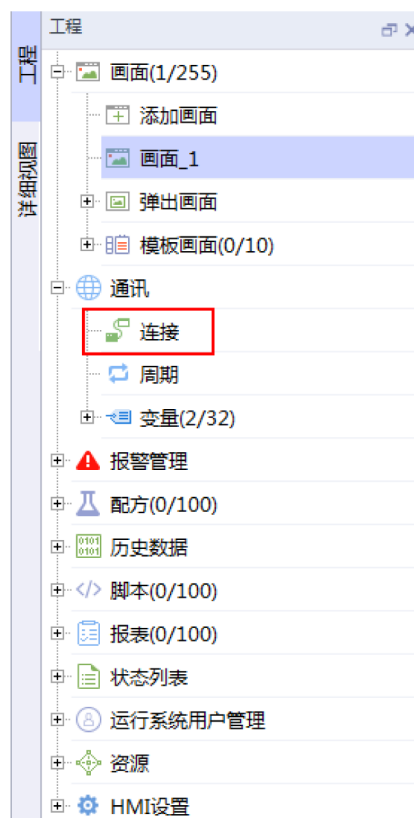 工程
工程
详细视图
画面(1/255)
添加画面
画面_1
弹出画面
模板画面(0/10)
通讯
连接
周期
变量(2/32)
报警管理
配方(0/100)
0101
0101
历史数据
脚本(0/100)
报表(0/100)
状态列表
运行系统用户管理
资源
HMI设置